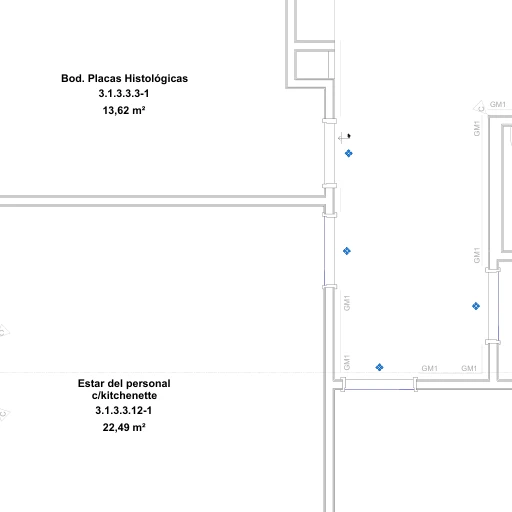 Bod. Placas Histológicas
3.1.3.3.3-1
13,62 m²
GM1
C
GM1
GM1
GM1
C
GM1
GM1
GM1
Estar del personal
c/kitchenette
3.1.3.3.12-1
22,49 m²
C